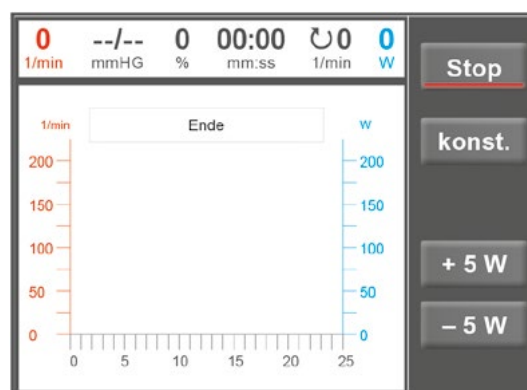 0 --/-- 0 00:00 ↻0 0
1/min mmHG % mm:ss 1/min W
Stop
konst.
+ 5 W
– 5 W
1/min Ende W
200 200
150 150
100 100
50 50
0 0
0 5 10 15 20 25